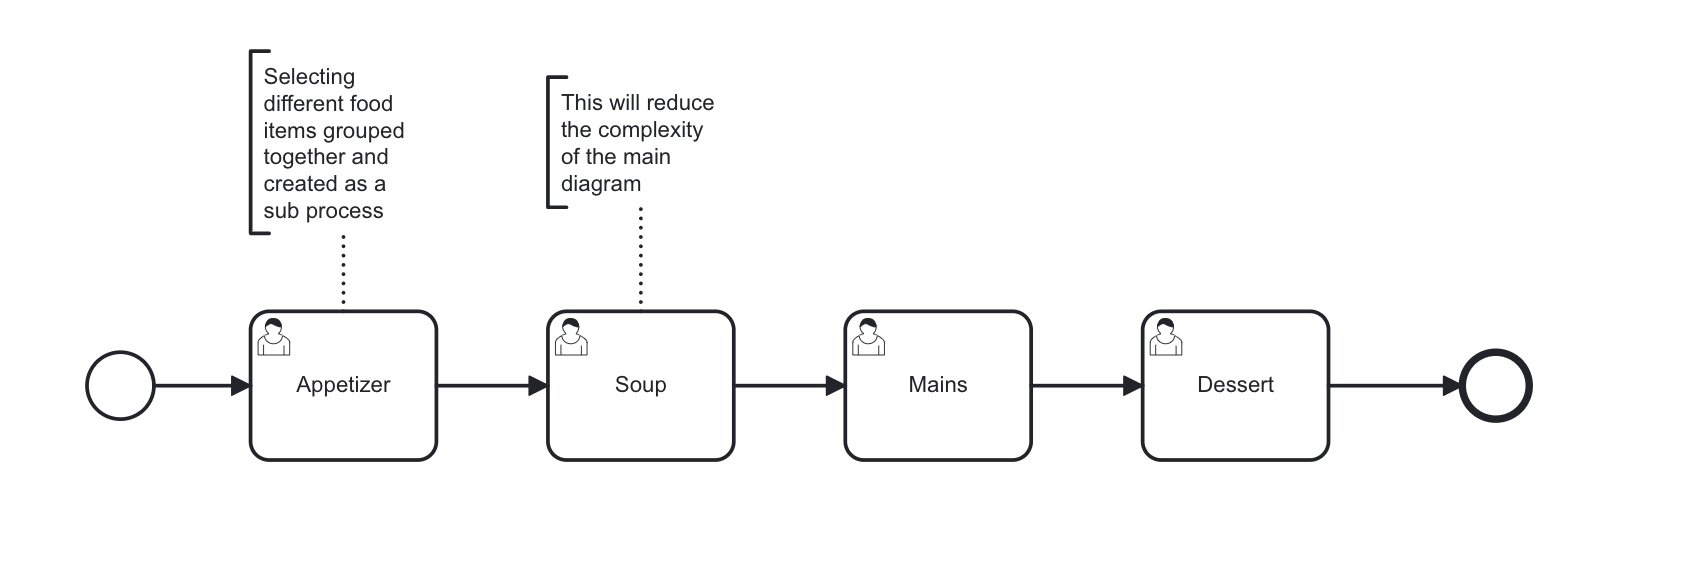 Selecting
different food
items grouped
together and
created as a
sub process
This will reduce
the complexity
of the main
diagram
Appetizer
Soup
Mains
Dessert